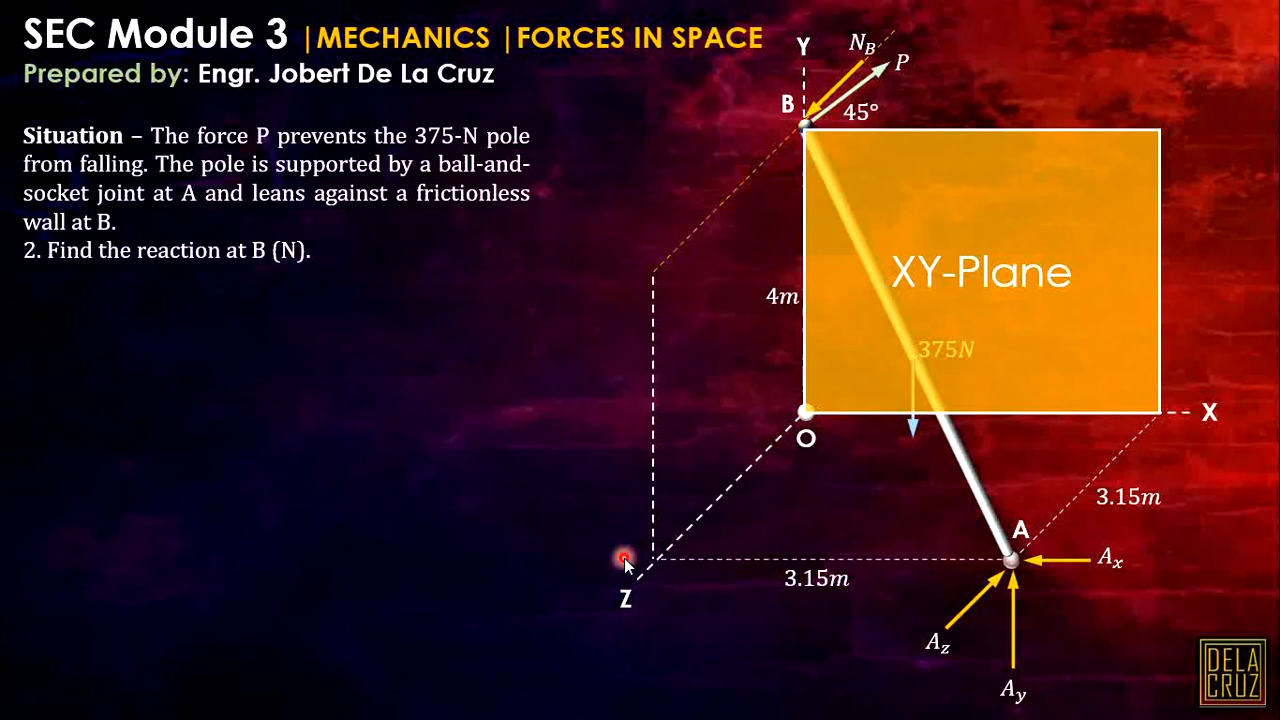 SEC Module 3 |MECHANICS |FORCES IN SPACE
Prepared by: Engr. Jobert De La Cruz
Situation – The force P prevents the 375-N pole
from falling. The pole is supported by a ball-and-
socket joint at A and leans against a frictionless
wall at B.
2. Find the reaction at B (N).
Y
N_B
P
B
45°
XY-Plane
4m
375N
X
O
3.15m
A
A_x
3.15m
Z
A_z
A_y
DELA
CRUZ